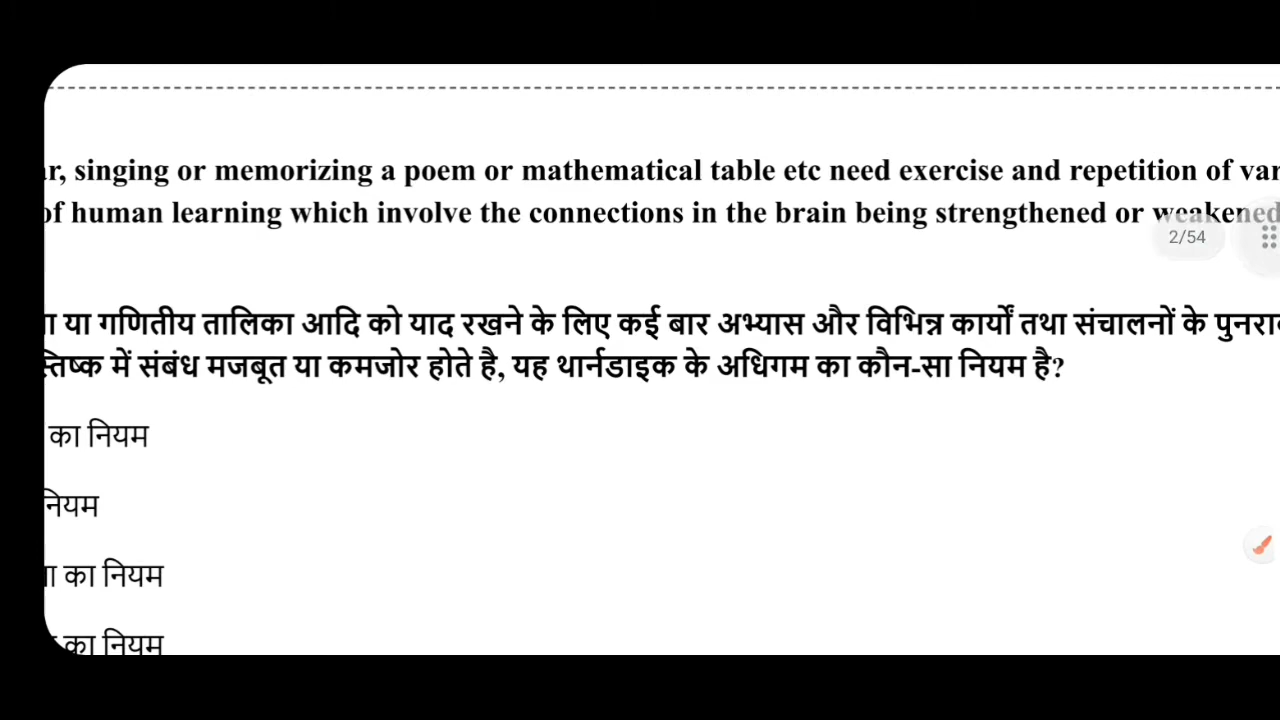 singing or memorizing a poem or mathematical table etc need exercise and repetition of
of human learning which involve the connections in the brain being strengthened or weakened
2/54
या गणितीय तालिका आदि को याद रखने के लिए कई बार अभ्यास और विभिन्न कार्यों तथा संचालनों के
में संबंध मजबूत या कमजोर होते है, यह थार्नडाइक के अधिगम का कौन-सा नियम है?
का नियम
नियम
का नियम
का नियम